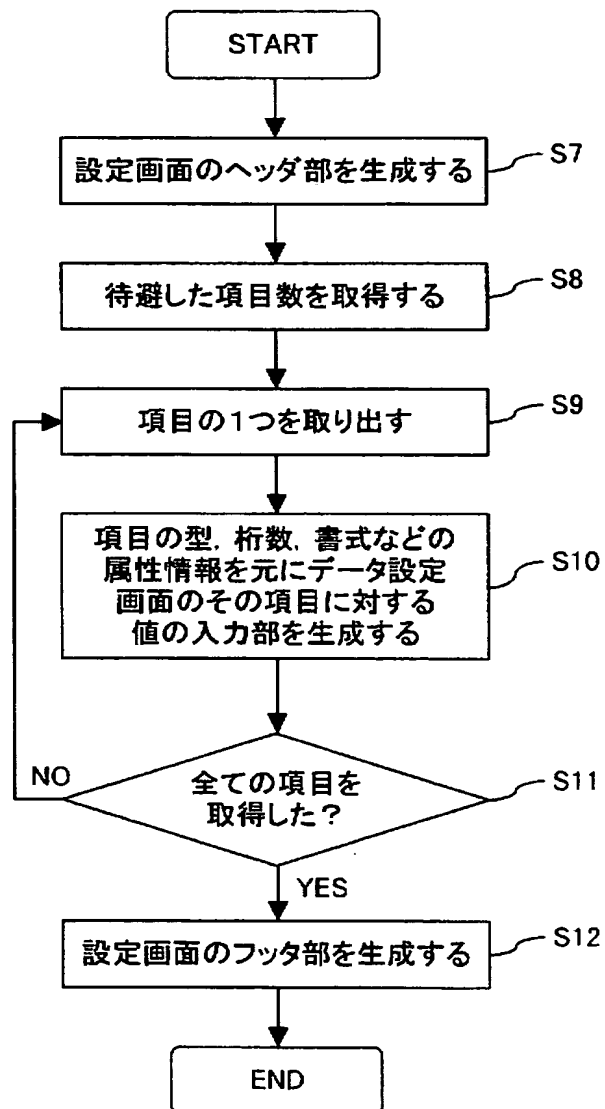 START
設定画面のヘッダ部を生成する
S7
待避した項目数を取得する
S8
項目の1つを取り出す
S9
項目の型，桁数，書式などの
属性情報を元にデータ設定
画面のその項目に対する
値の入力部を生成する
S10
全ての項目を
取得した？
S11
NO
YES
設定画面のフッタ部を生成する
S12
END